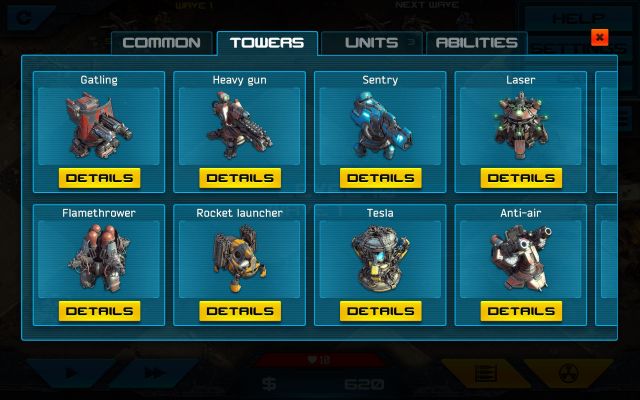 WAVE 1
NEXT WAVE
HELP
COMMON
TOWERS
UNITS
ABILITIES
Gatling
Heavy gun
Sentry
Laser
DETAILS
DETAILS
DETAILS
DETAILS
Flamethrower
Rocket launcher
Tesla
Anti-air
DETAILS
DETAILS
DETAILS
DETAILS
10
$ 620